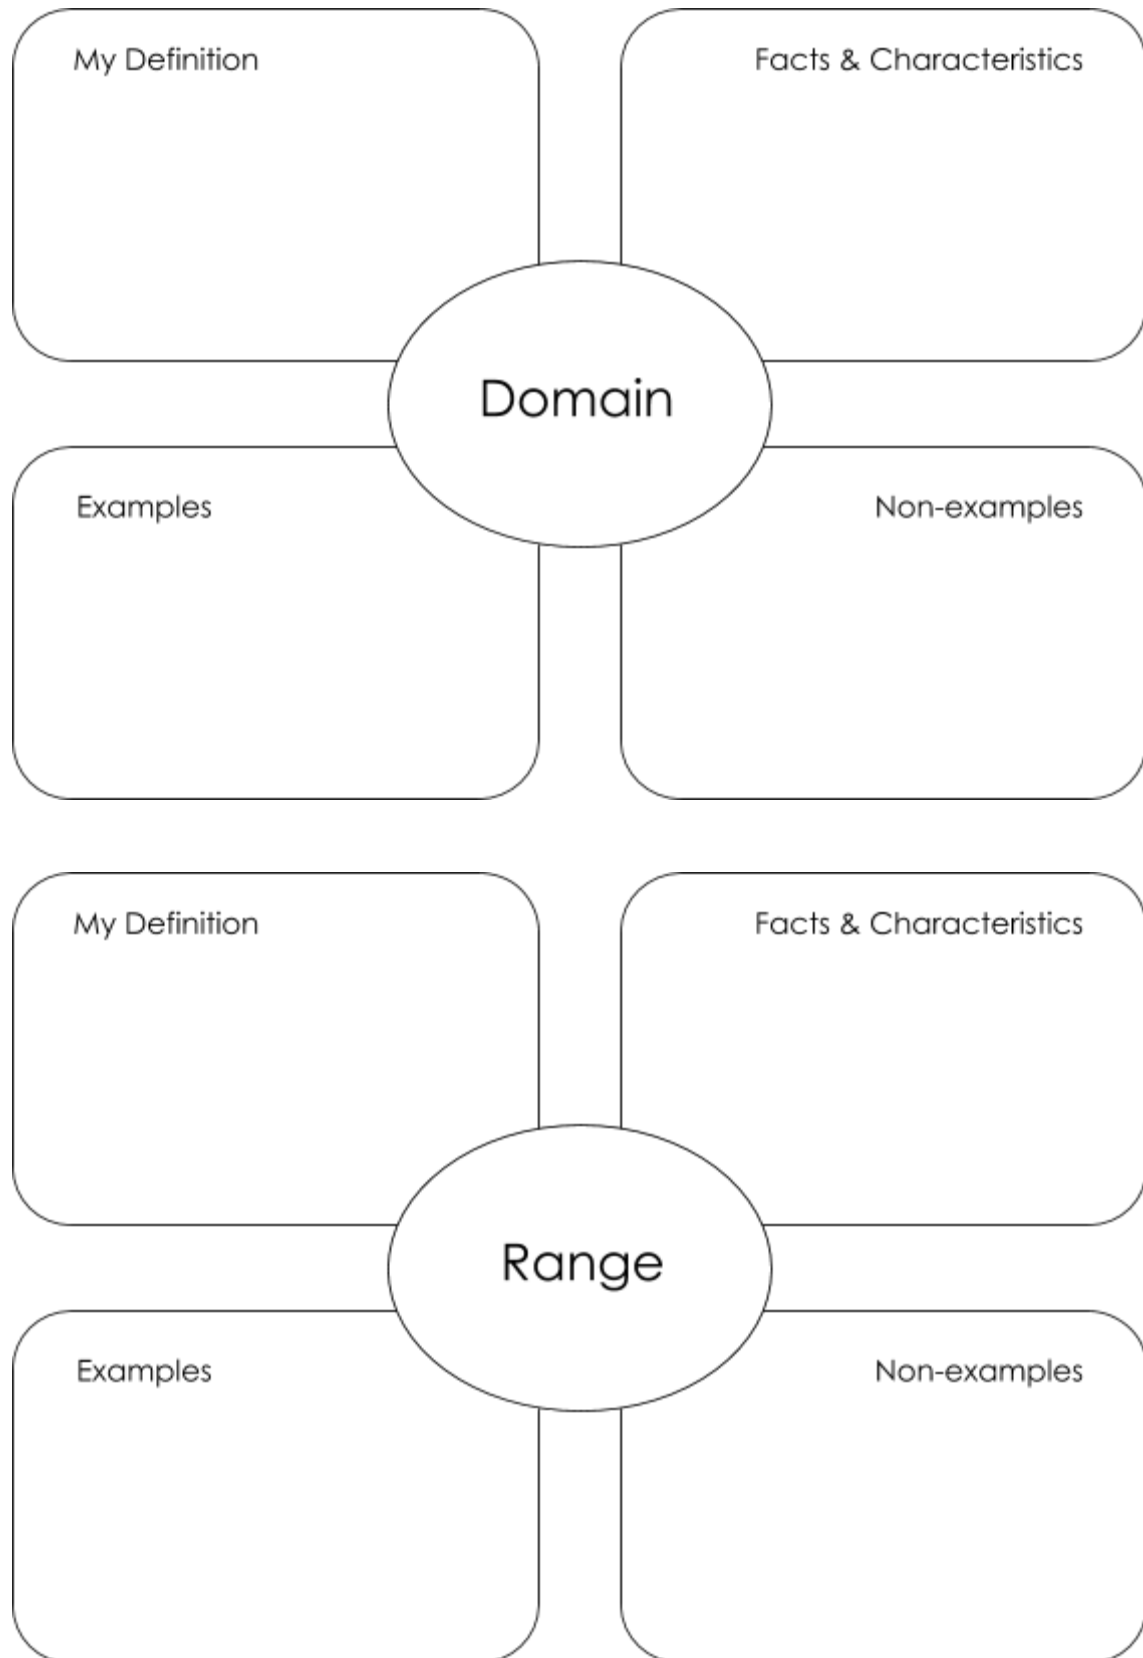 My Definition
Facts & Characteristics
Domain
Examples
Non-examples
My Definition
Facts & Characteristics
Range
Examples
Non-examples